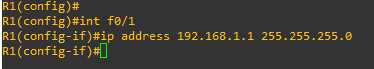 R1(config)#
R1(config)#int f0/1
R1(config-if)#ip address 192.168.1.1 255.255.255.0
R1(config-if)#